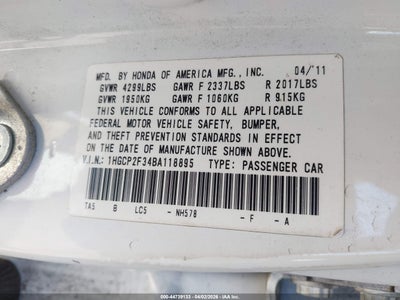 MFD. BY HONDA OF AMERICA MFG., INC. 04/'11
GVWR 4299LBS GAWR F 2337LBS R 2017LBS
GVWR 1950KG GAWR F 1060KG R 915KG
THIS VEHICLE CONFORMS TO ALL APPLICABLE
FEDERAL MOTOR VEHICLE SAFETY, BUMPER,
AND THEFT PREVENTION STANDARDS IN EFFECT
ON THE DATE OF MANUFACTURE SHOWN ABOVE.
V.I.N.: 1HGCP2F34BA118895 TYPE: PASSENGER CAR
TA5 B LC5 - NH578 - F - A
000-44739133 - 04/02/2026 - IAA Inc.